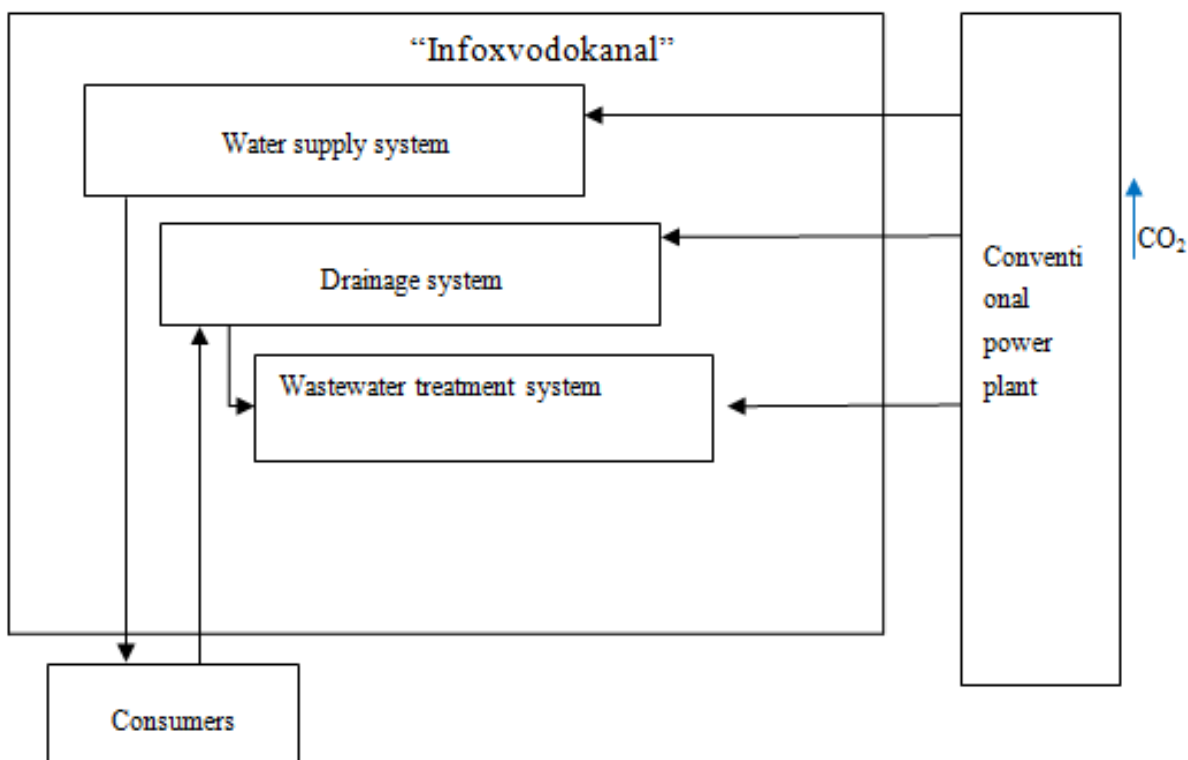 “Infoxvodokanal”
Water supply system
Drainage system
Wastewater treatment system
Conventi
onal
power
plant
CO₂
Consumers